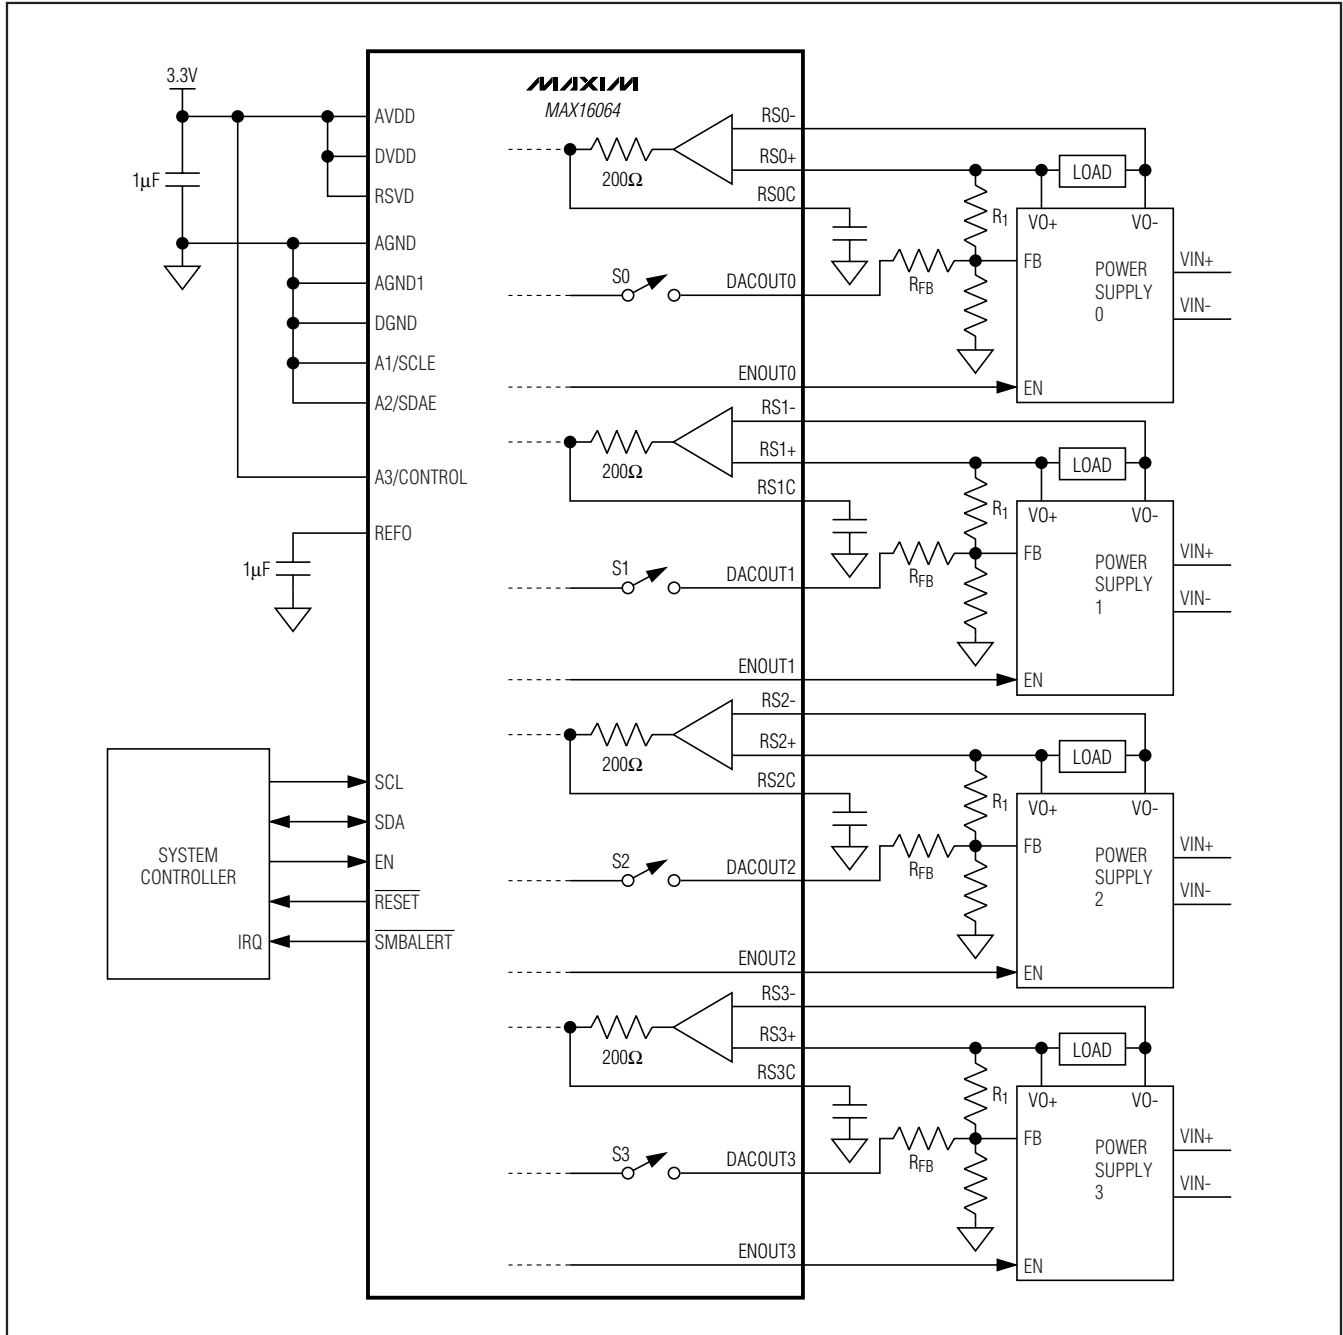 3.3V
1μF
AVDD
DVDD
RSVD
AGND
AGND1
DGND
A1/SCLE
A2/SDAE
A3/CONTROL
REFO
1μF
SYSTEM
CONTROLLER
IRQ
SCL
SDA
EN
RESET
SMBALERT
MAXIM
MAX16064
200Ω
RS0-
RS0+
RS0C
S0
DACOUT0
ENOUT0
RFB
R1
LOAD
VO+
VO-
FB
POWER
SUPPLY
0
EN
VIN+
VIN-
200Ω
RS1-
RS1+
RS1C
S1
DACOUT1
ENOUT1
RFB
R1
LOAD
VO+
VO-
FB
POWER
SUPPLY
1
EN
VIN+
VIN-
200Ω
RS2-
RS2+
RS2C
S2
DACOUT2
ENOUT2
RFB
R1
LOAD
VO+
VO-
FB
POWER
SUPPLY
2
EN
VIN+
VIN-
200Ω
RS3-
RS3+
RS3C
S3
DACOUT3
ENOUT3
RFB
R1
LOAD
VO+
VO-
FB
POWER
SUPPLY
3
EN
VIN+
VIN-